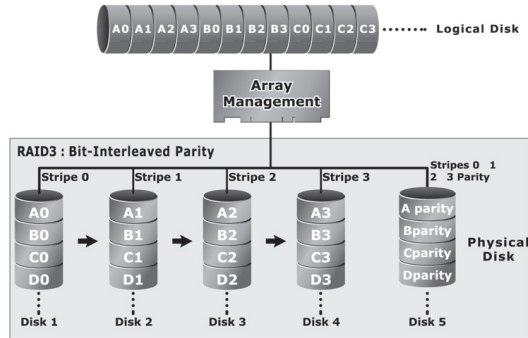 A0 A1 A2 A3 B0 B1 B2 B3 C0 C1 C2 C3 Logical Disk
Array
Management
RAID3 : Bit-Interleaved Parity
Stripe 0 Stripe 1 Stripe 2 Stripe 3 Stripes 0 1
2 3 Parity
A0 A1 A2 A3 A parity
B0 B1 B2 B3 Bparity
C0 C1 C2 C3 Cparity
D0 D1 D2 D3 Dparity
Physical
Disk
Disk 1 Disk 2 Disk 3 Disk 4 Disk 5